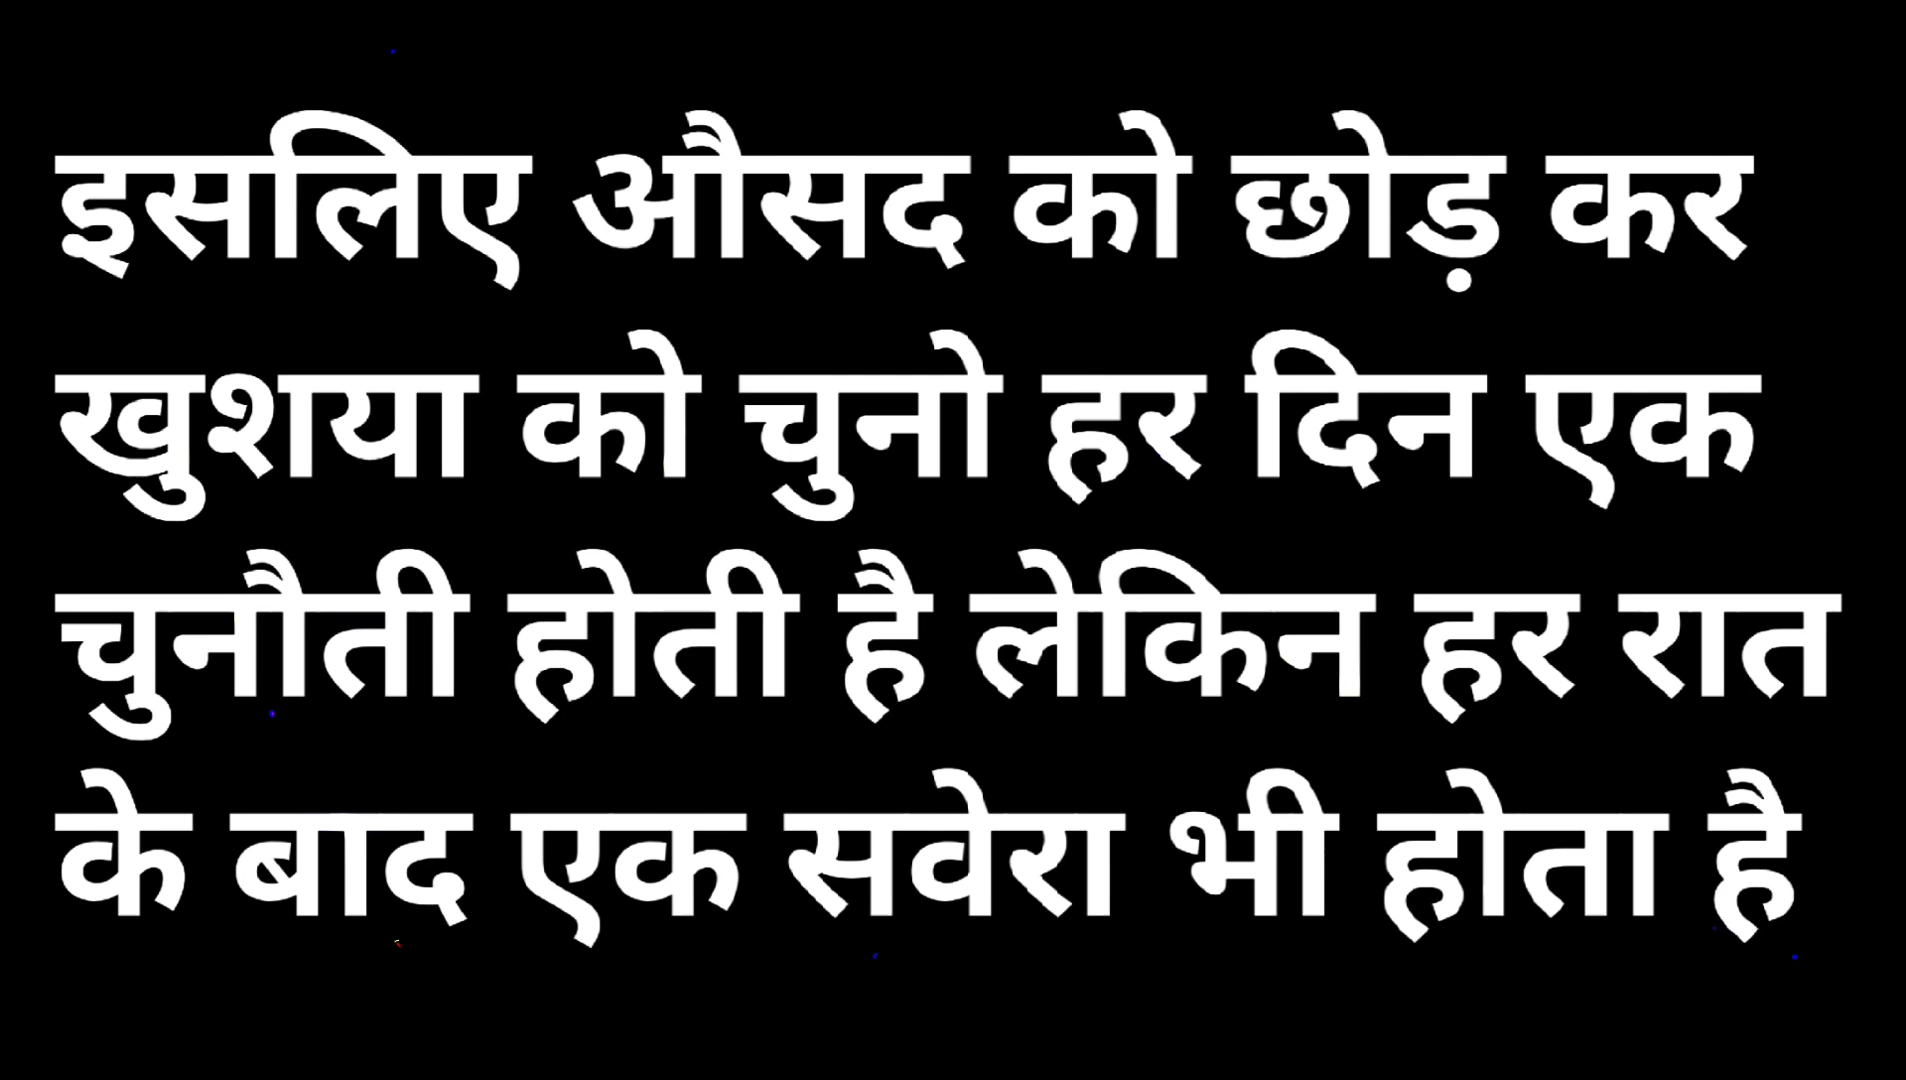 इसलिए औसद को छोड़ कर
खुशया को चुनो हर दिन एक
चुनौती होती है लेकिन हर रात
के बाद एक सवेरा भी होता है